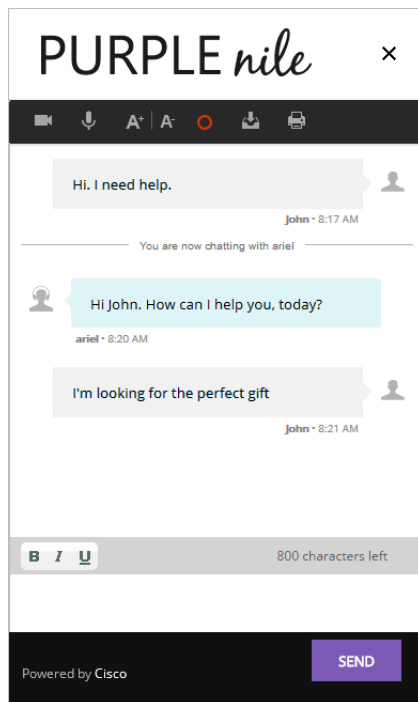 PURPLE nile
×
A+ | A-
Hi. I need help.
John • 8:17 AM
You are now chatting with ariel
Hi John. How can I help you, today?
ariel • 8:20 AM
I'm looking for the perfect gift
John • 8:21 AM
B I U 800 characters left
SEND
Powered by Cisco